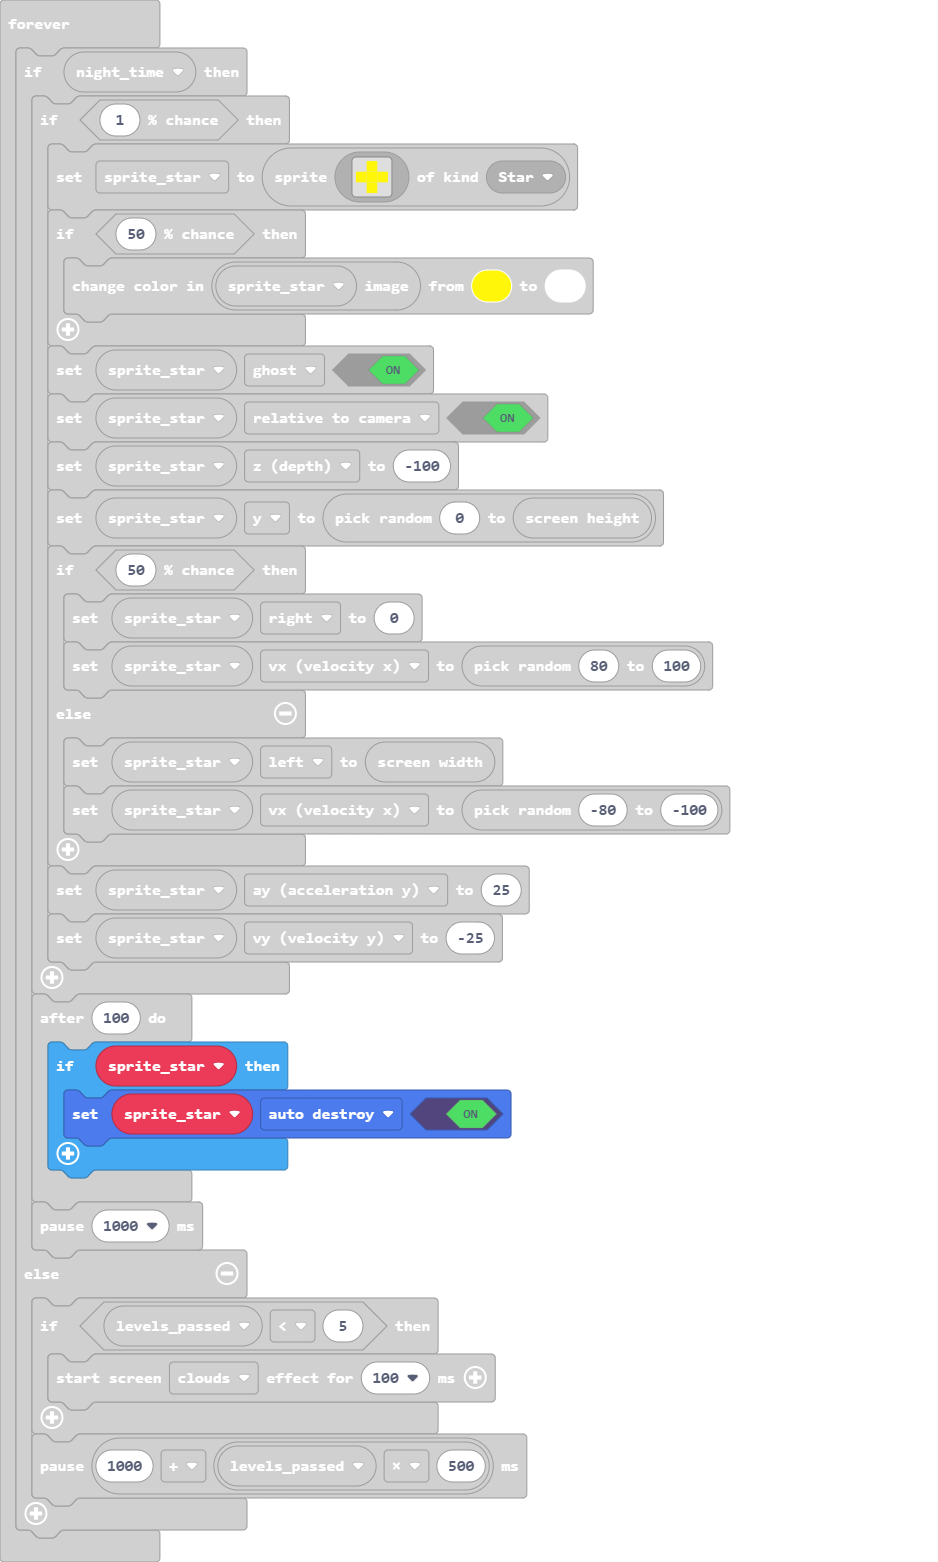 forever
if night_time then
if 1 % chance then
set sprite_star to sprite of kind Star
if 50 % chance then
change color in sprite_star image from to
set sprite_star ghost ON
set sprite_star relative to camera ON
set sprite_star z (depth) to -100
set sprite_star y to pick random 0 to screen height
if 50 % chance then
set sprite_star right to 0
set sprite_star vx (velocity x) to pick random 80 to 100
else
set sprite_star left to screen width
set sprite_star vx (velocity x) to pick random -80 to -100
set sprite_star ay (acceleration y) to 25
set sprite_star vy (velocity y) to -25
after 100 do
if sprite_star then
set sprite_star auto destroy ON
pause 1000 ms
else
if levels_passed < 5 then
start screen clouds effect for 100 ms
pause 1000 + levels_passed × 500 ms